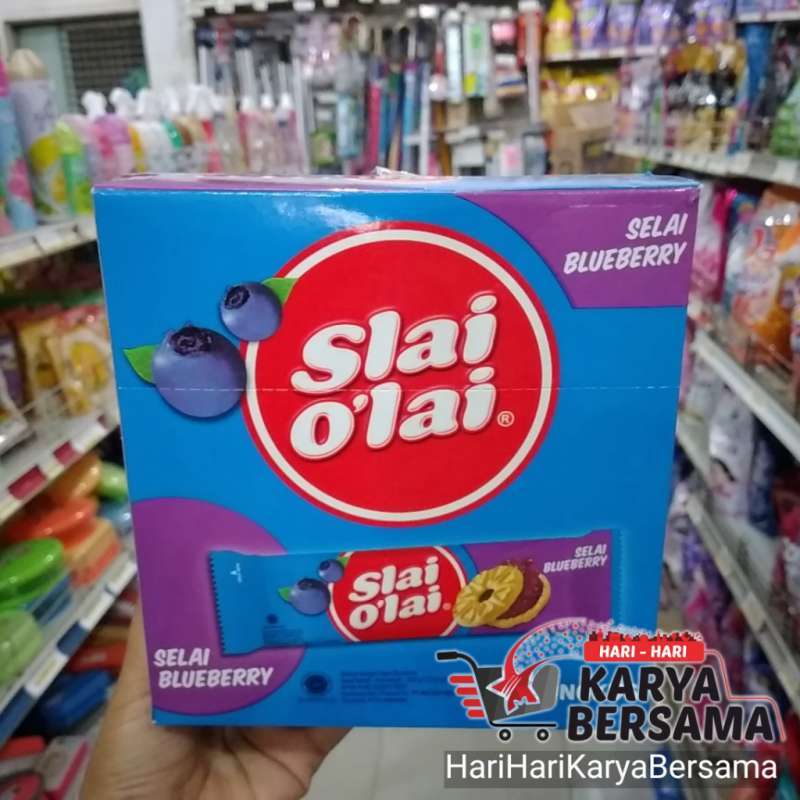 SELAI
BLUEBERRY
Slai
o'lai®
SELAI
BLUEBERRY
Slai
o'lai®
SELAI
BLUEBERRY
HARI - HARI
KARYA
BERSAMA
HariHariKaryaBersama